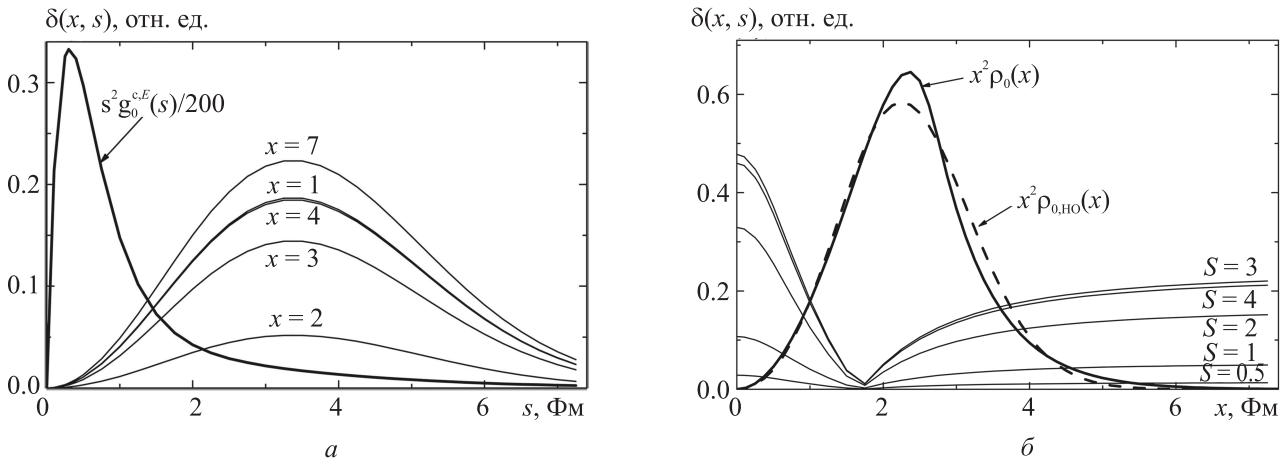 δ(x, s), отн. ед.
0.3
0.2
0.1
0.0
s²g₀ᶜ,ᴱ(s)/200
x = 7
x = 1
x = 4
x = 3
x = 2
0 2 4 6 s, Фм
а
δ(x, s), отн. ед.
0.6
0.4
0.2
0.0
x²ρ₀(x)
x²ρ₀,HO(x)
S = 3
S = 4
S = 2
S = 1
S = 0.5
0 2 4 6 x, Фм
б